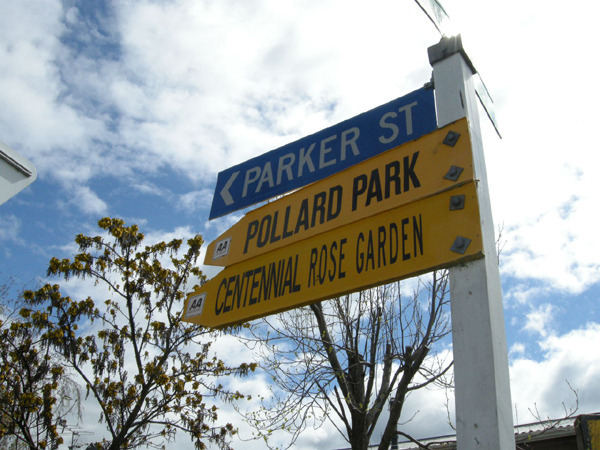 < PARKER ST
POLLARD PARK
AA
CENTENNIAL ROSE GARDEN
AA